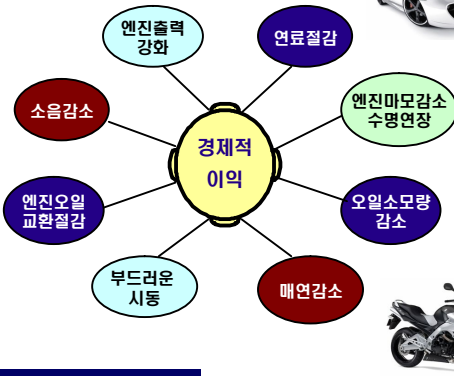 엔진출력
강화
연료절감
소음감소
엔진마모감소
수명연장
경제적
이익
엔진오일
교환절감
오일소모량
감소
부드러운
시동
매연감소